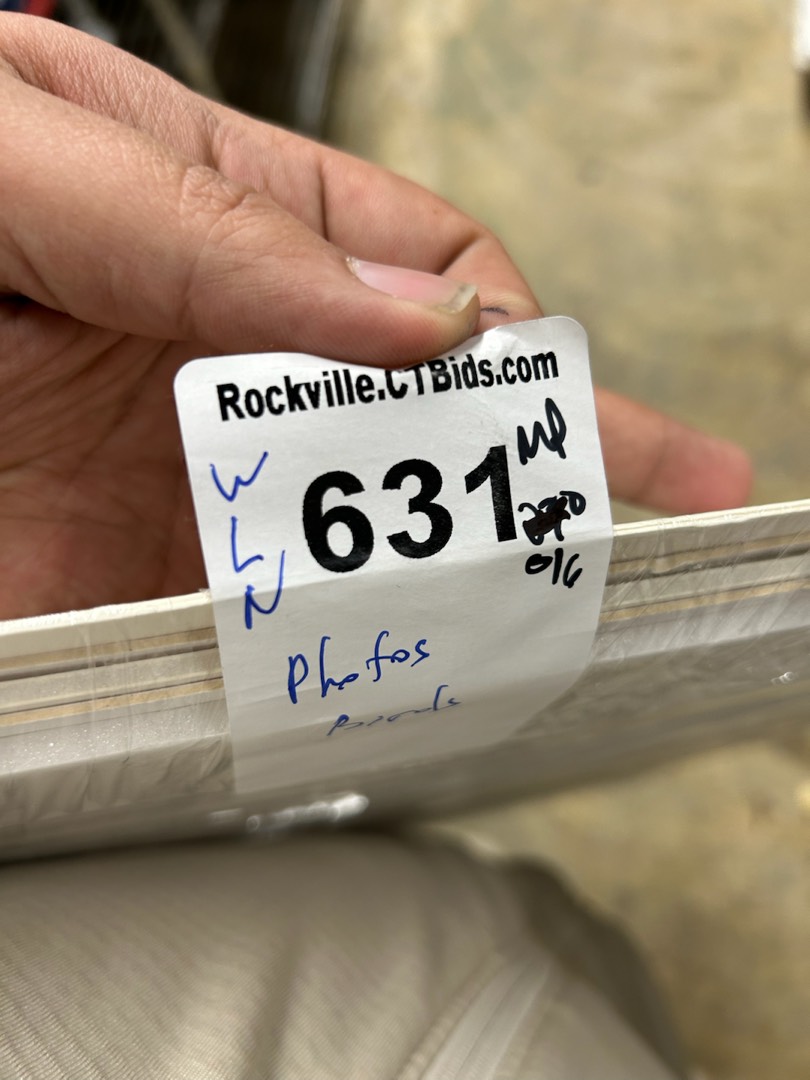 Rockville.CTBids.com
W
L
N
631
MP
016
Photos